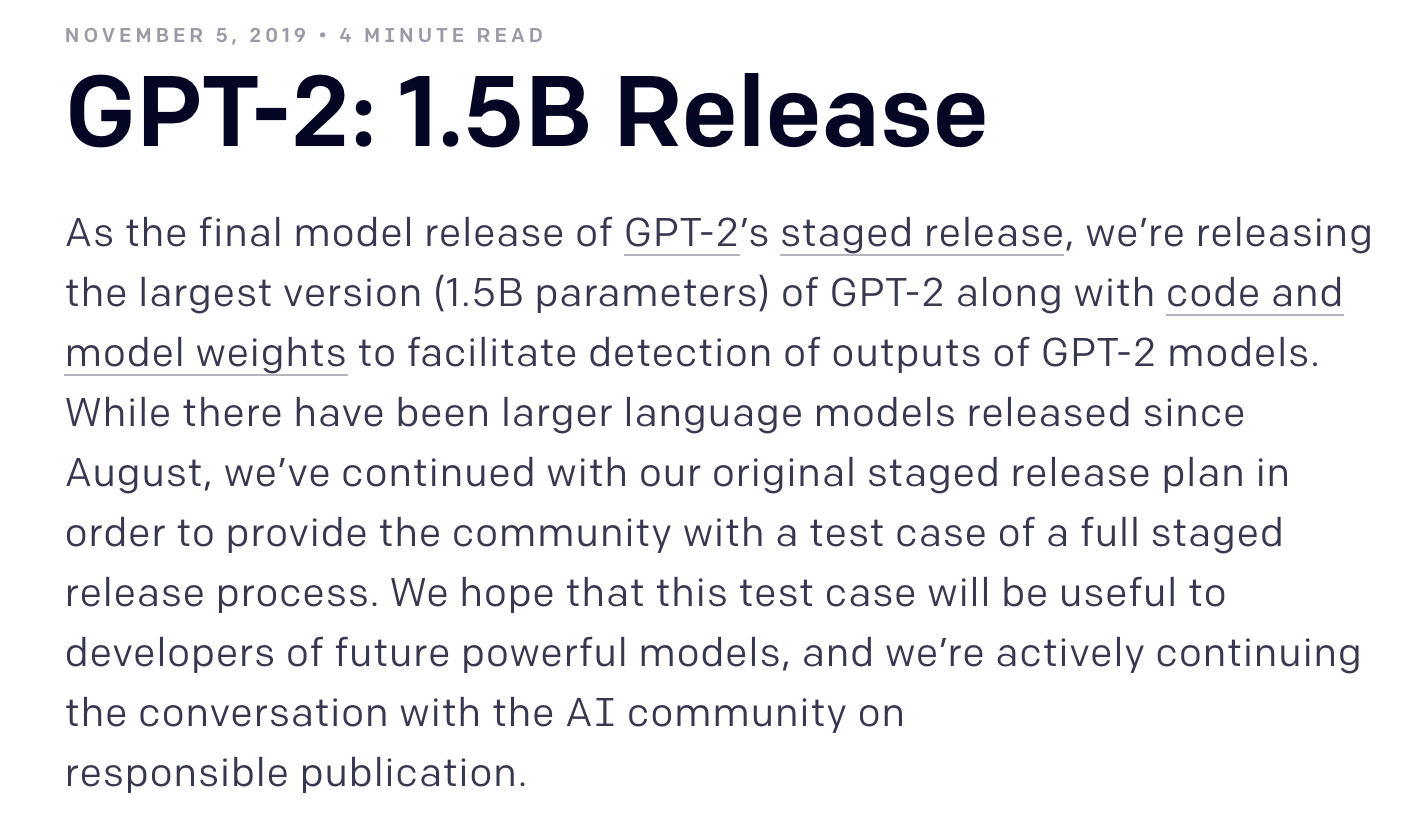 NOVEMBER 5, 2019 • 4 MINUTE READ
GPT-2: 1.5B Release
As the final model release of GPT-2’s staged release, we’re releasing
the largest version (1.5B parameters) of GPT-2 along with code and
model weights to facilitate detection of outputs of GPT-2 models.
While there have been larger language models released since
August, we’ve continued with our original staged release plan in
order to provide the community with a test case of a full staged
release process. We hope that this test case will be useful to
developers of future powerful models, and we’re actively continuing
the conversation with the AI community on
responsible publication.